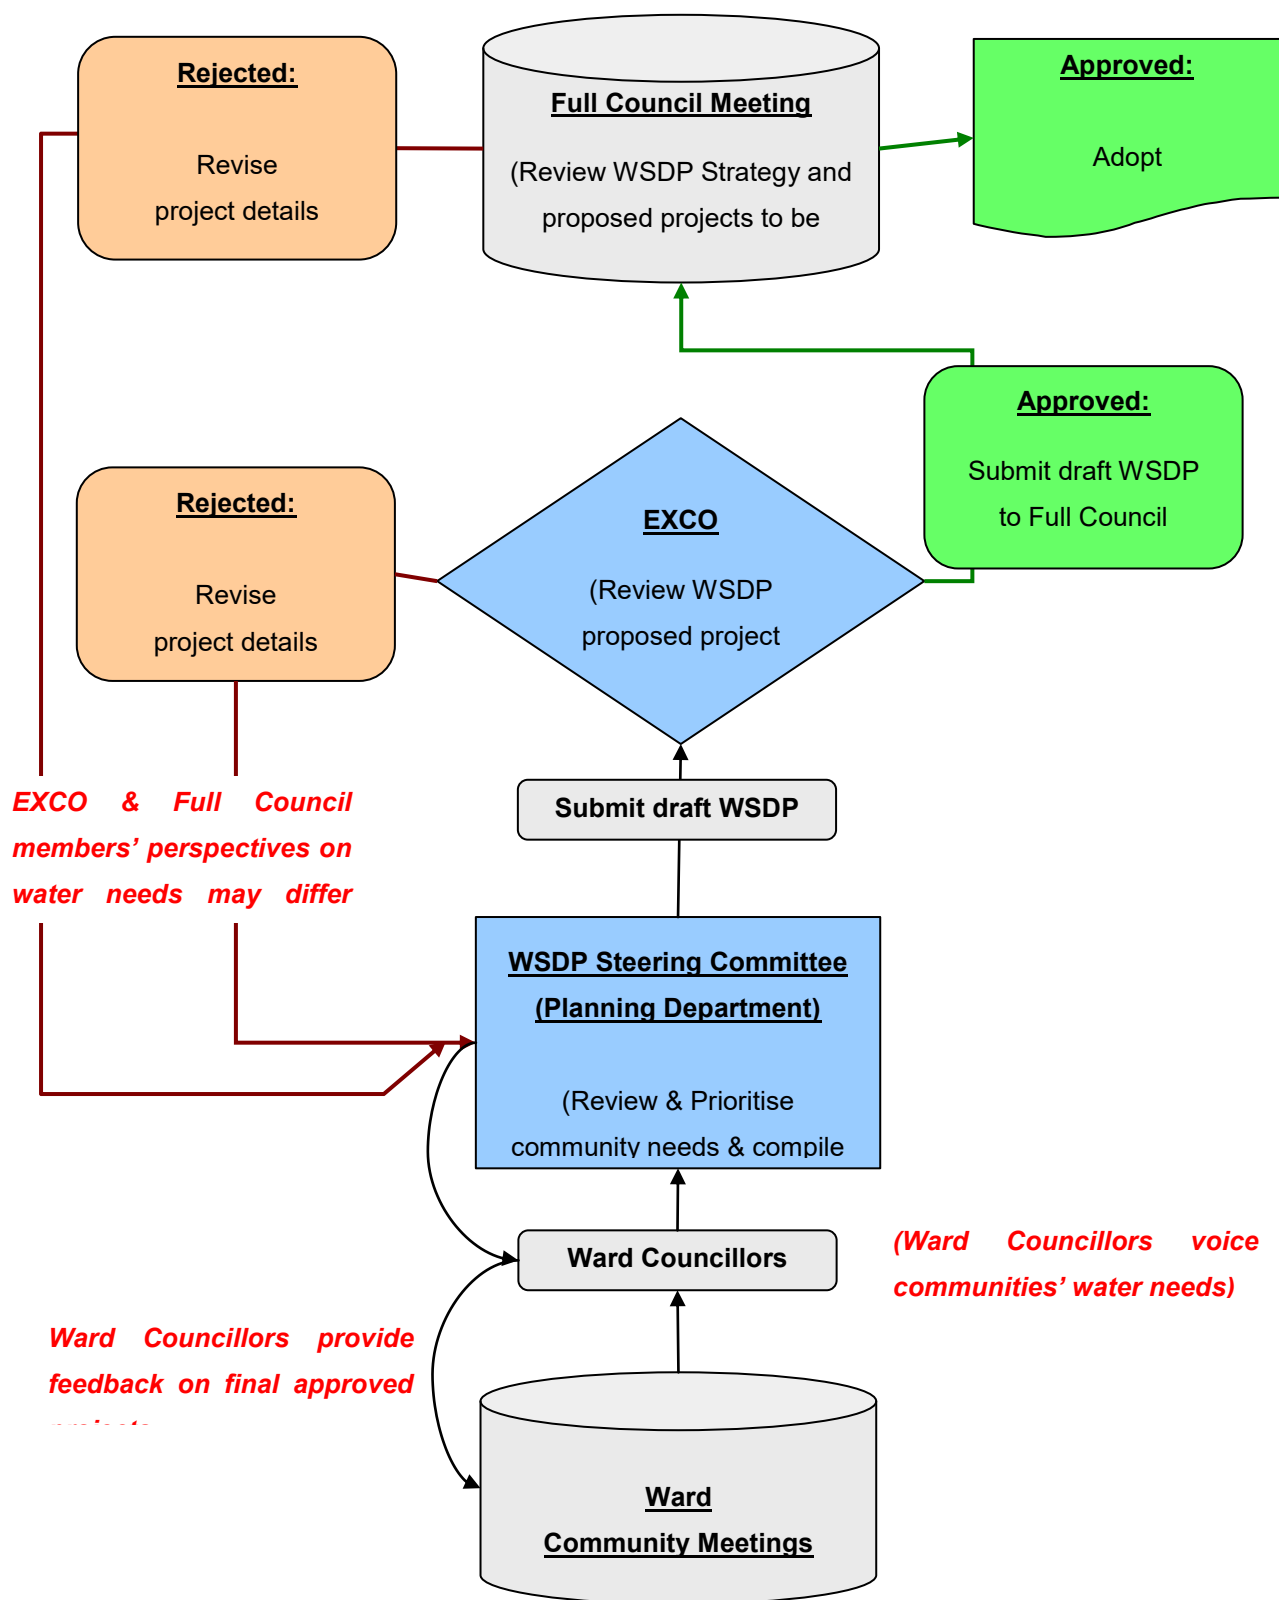 Rejected:
Revise
project details
Full Council Meeting
(Review WSDP Strategy and
proposed projects to be
Approved:
Adopt
Approved:
Submit draft WSDP
to Full Council
Rejected:
Revise
project details
EXCO
(Review WSDP
proposed project
EXCO & Full Council
members’ perspectives on
water needs may differ
Submit draft WSDP
WSDP Steering Committee
(Planning Department)
(Review & Prioritise
community needs & compile
Ward Councillors
(Ward Councillors voice
communities’ water needs)
Ward Councillors provide
feedback on final approved
Ward
Community Meetings